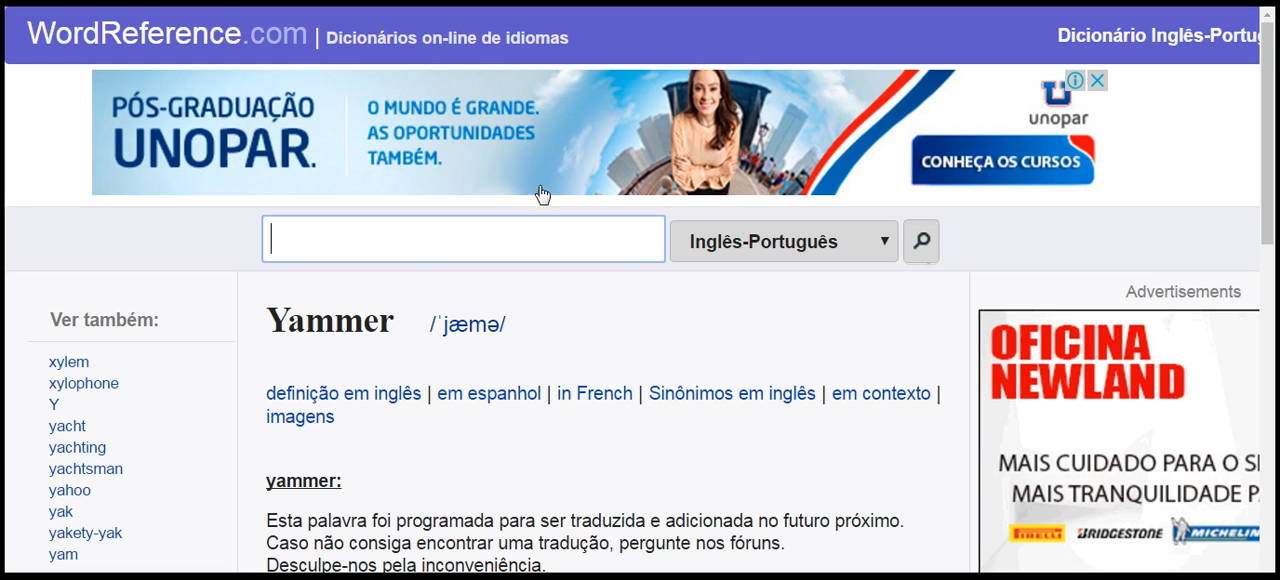 WordReference.com | Dicionários on-line de idiomas
Dicionário Inglês-Portug
PÓS-GRADUAÇÃO
UNOPAR.
O MUNDO É GRANDE.
AS OPORTUNIDADES
TAMBÉM.
unopar
CONHEÇA OS CURSOS
Inglês-Português
Ver também:
xylem
xylophone
Y
yacht
yachting
yachtsman
yahoo
yak
yakety-yak
yam
Yammer /ˈjæmə/
definição em inglês | em espanhol | in French | Sinônimos em inglês | em contexto |
imagens
yammer:
Esta palavra foi programada para ser traduzida e adicionada no futuro próximo.
Caso não consiga encontrar uma tradução, pergunte nos fóruns.
Desculpe-nos pela inconveniência.
Advertisements
OFICINA
NEWLAND
MAIS CUIDADO PARA O
MAIS TRANQUILIDADE
PIRELLI BRIDGESTONE MICHELIN